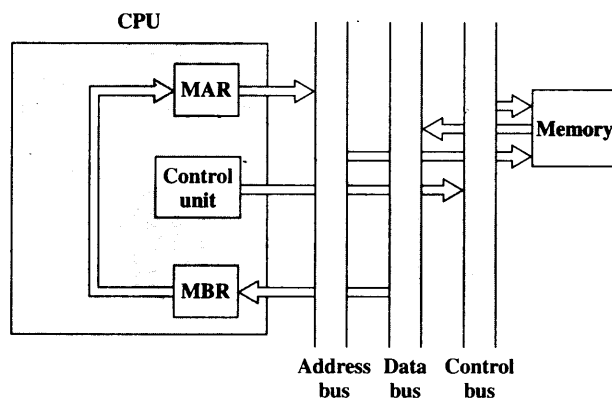 CPU
MAR
Memory
Control
unit
MBR
Address Data Control
bus bus bus